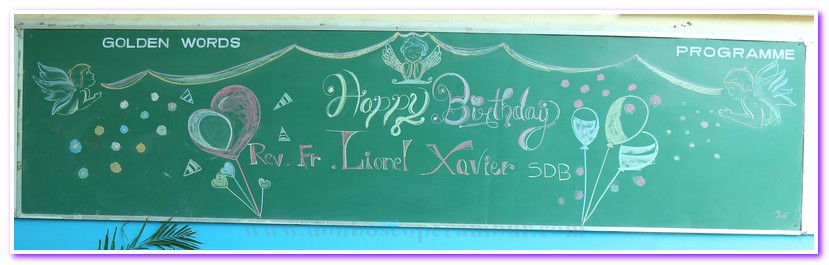 GOLDEN WORDS
PROGRAMME
Happy Birthday
Rev. Fr. Lionel Xavier SDB